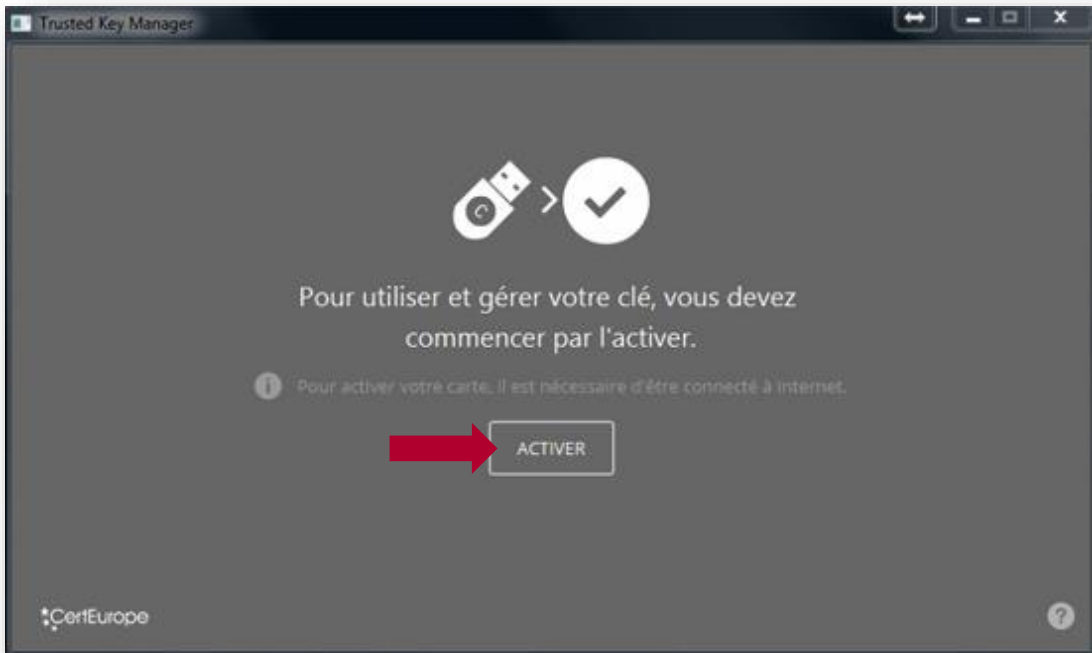 Trusted Key Manager
Pour utiliser et gérer votre clé, vous devez
commencer par l'activer.
Pour activer votre carte, il est nécessaire d'être connecté à Internet.
ACTIVER
CertEurope